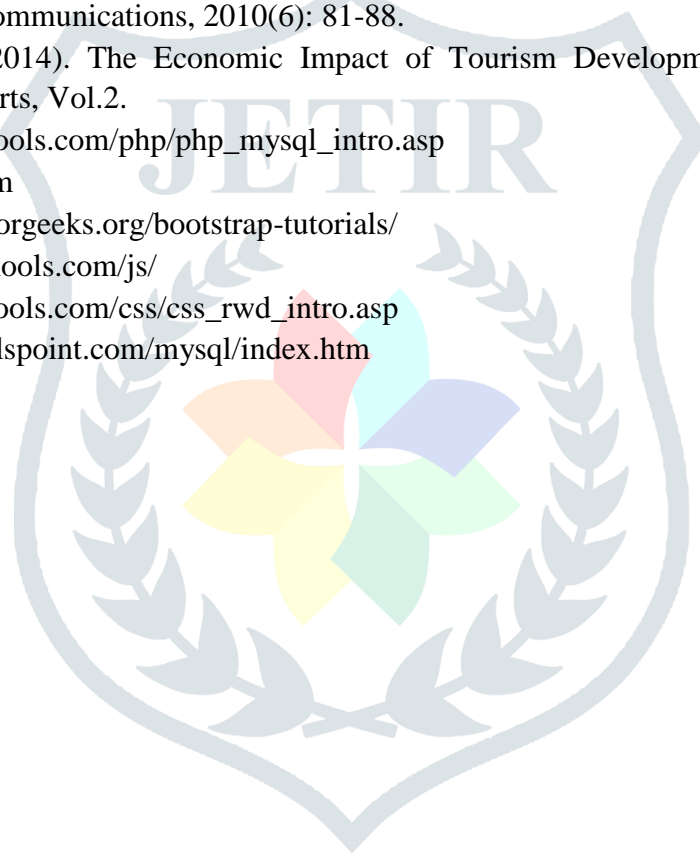 ommunications, 2010(6): 81-88.
2014). The Economic Impact of Tourism Developm
rts, Vol.2.
ools.com/php/php_mysql_intro.asp
m
orgeeks.org/bootstrap-tutorials/
ools.com/js/
ools.com/css/css_rwd_intro.asp
lspoint.com/mysql/index.htm
JETIR